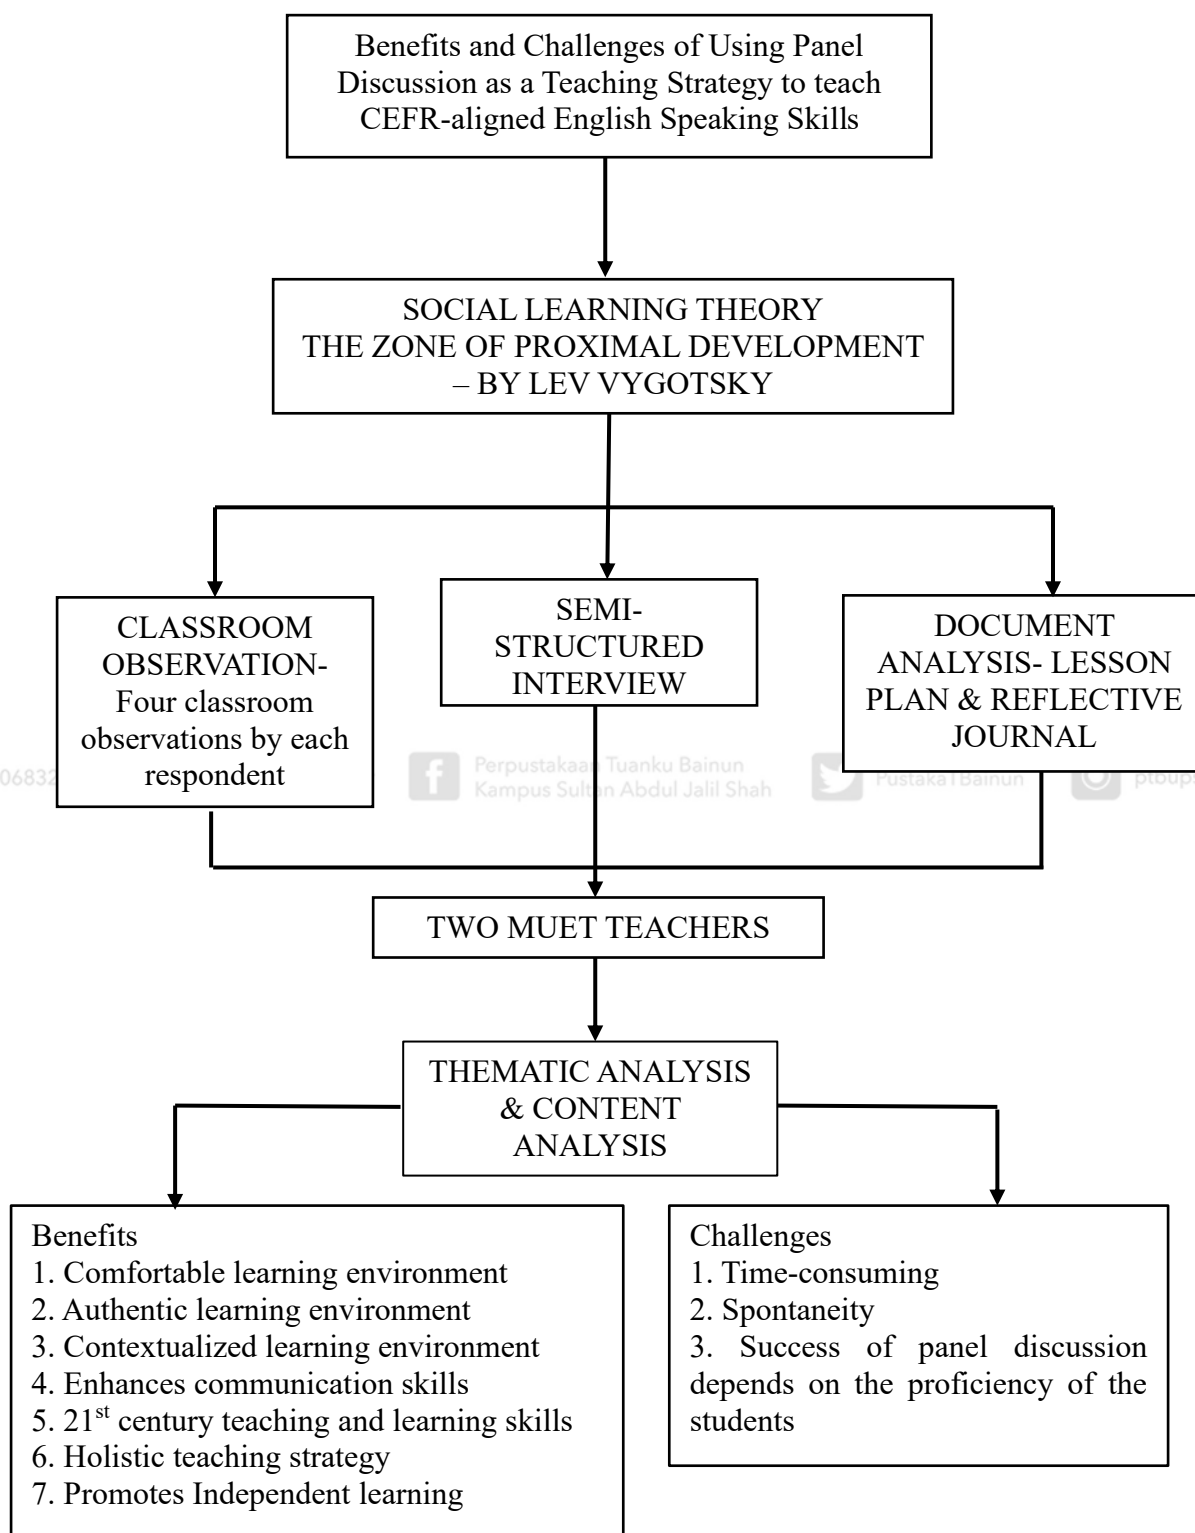 Benefits and Challenges of Using Panel
Discussion as a Teaching Strategy to teach
CEFR-aligned English Speaking Skills
SOCIAL LEARNING THEORY
THE ZONE OF PROXIMAL DEVELOPMENT
– BY LEV VYGOTSKY
CLASSROOM
OBSERVATION-
Four classroom
observations by each
respondent
SEMI-
STRUCTURED
INTERVIEW
DOCUMENT
ANALYSIS- LESSON
PLAN & REFLECTIVE
JOURNAL
06832
Perpustakaan Tuanku Bainun
Kampus Sultan Abdul Jalil Shah
PustakaTBainun
ptbups
TWO MUET TEACHERS
THEMATIC ANALYSIS
& CONTENT
ANALYSIS
Benefits
1. Comfortable learning environment
2. Authentic learning environment
3. Contextualized learning environment
4. Enhances communication skills
5. 21st century teaching and learning skills
6. Holistic teaching strategy
7. Promotes Independent learning
Challenges
1. Time-consuming
2. Spontaneity
3. Success of panel discussion
depends on the proficiency of the
students